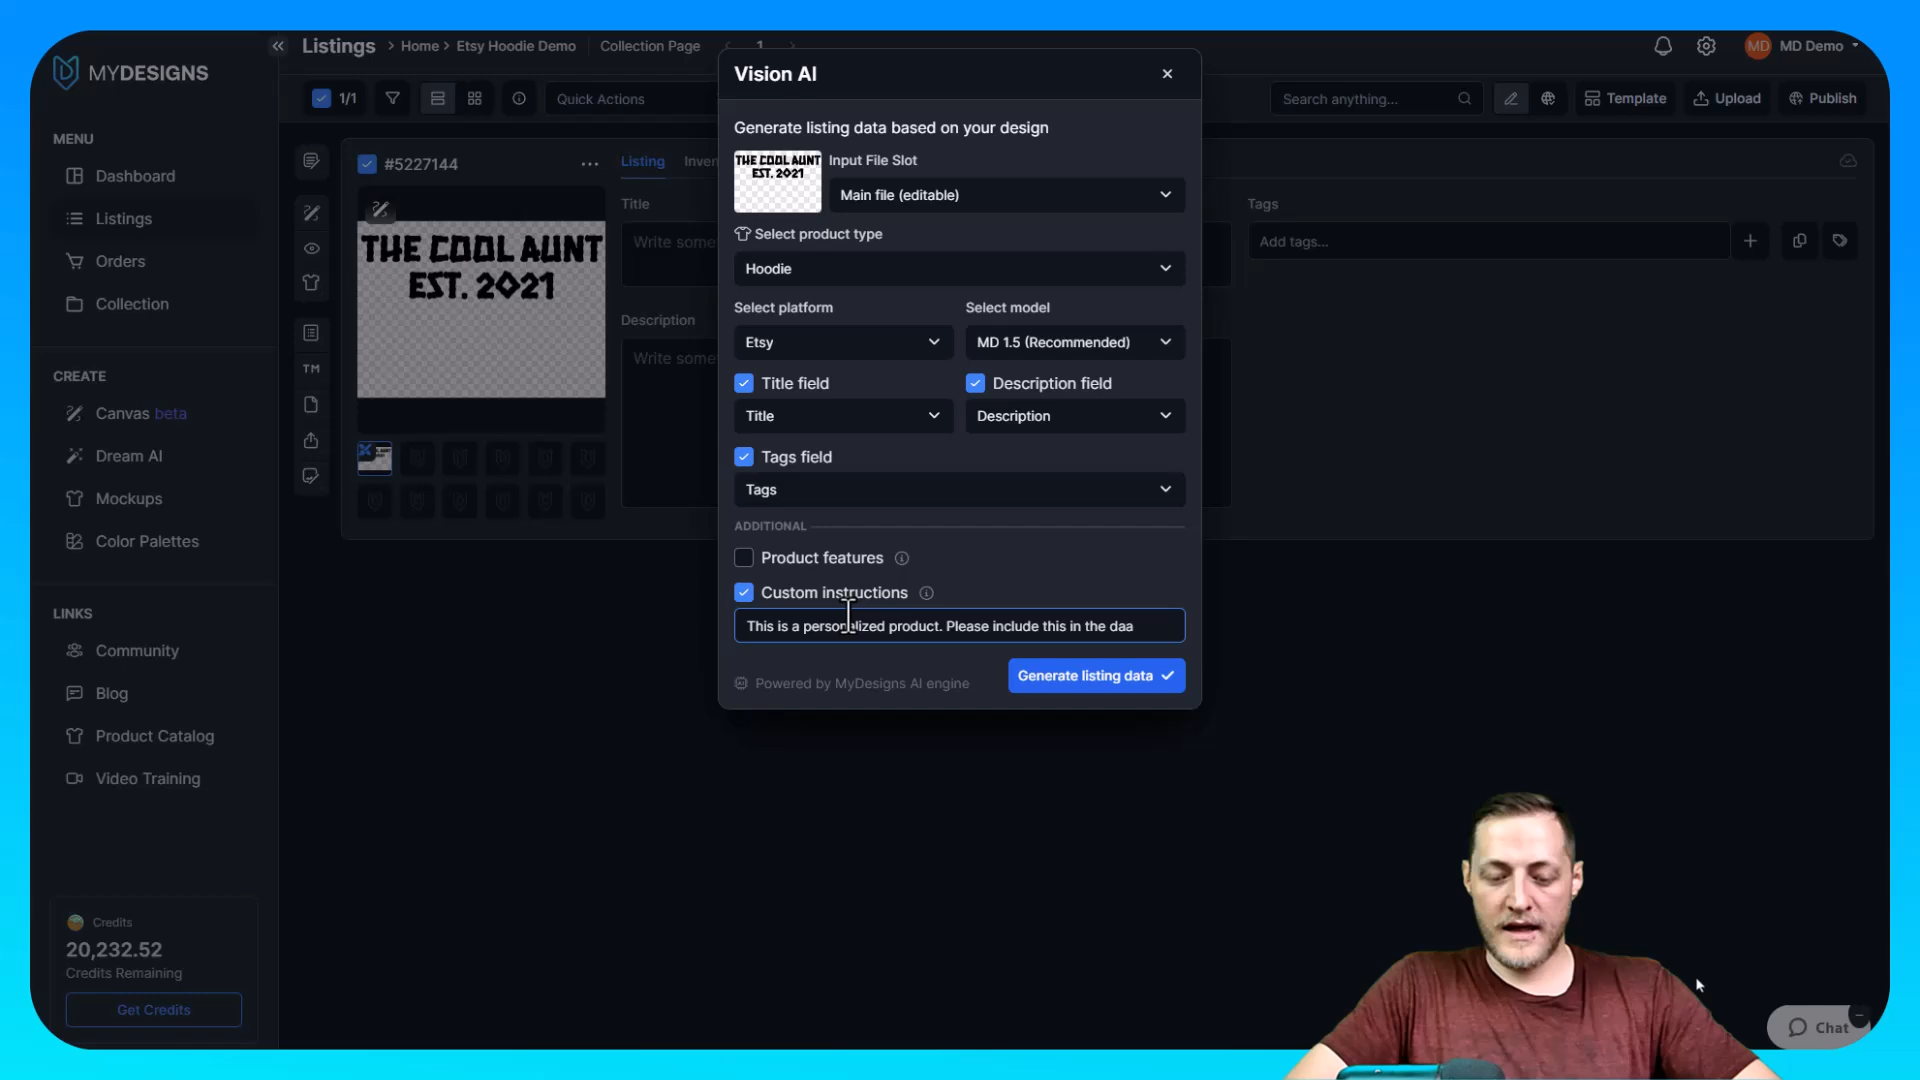 MYDESIGNS
MENU
Dashboard
Listings
Orders
Collection
CREATE
Canvas beta
Dream AI
Mockups
Color Palettes
LINKS
Community
Blog
Product Catalog
Video Training
Credits
20,232.52
Credits Remaining
Get Credits
Listings > Home > Etsy Hoodie Demo Collection Page 1
MD MD Demo
1/1
Quick Actions
Search anything...
Template
Upload
Publish
#5227144
THE COOL AUNT
EST. 2021
TM
Listing Inven
Title
Write some
Description
Write some
Tags
Add tags...
Vision AI
Generate listing data based on your design
THE COOL AUNT
EST. 2021
Input File Slot
Main file (editable)
Select product type
Hoodie
Select platform
Etsy
Select model
MD 1.5 (Recommended)
Title field
Title
Description field
Description
Tags field
Tags
ADDITIONAL
Product features
Custom instructions
This is a personalized product. Please include this in the daa
Powered by MyDesigns AI engine
Generate listing data
Chat